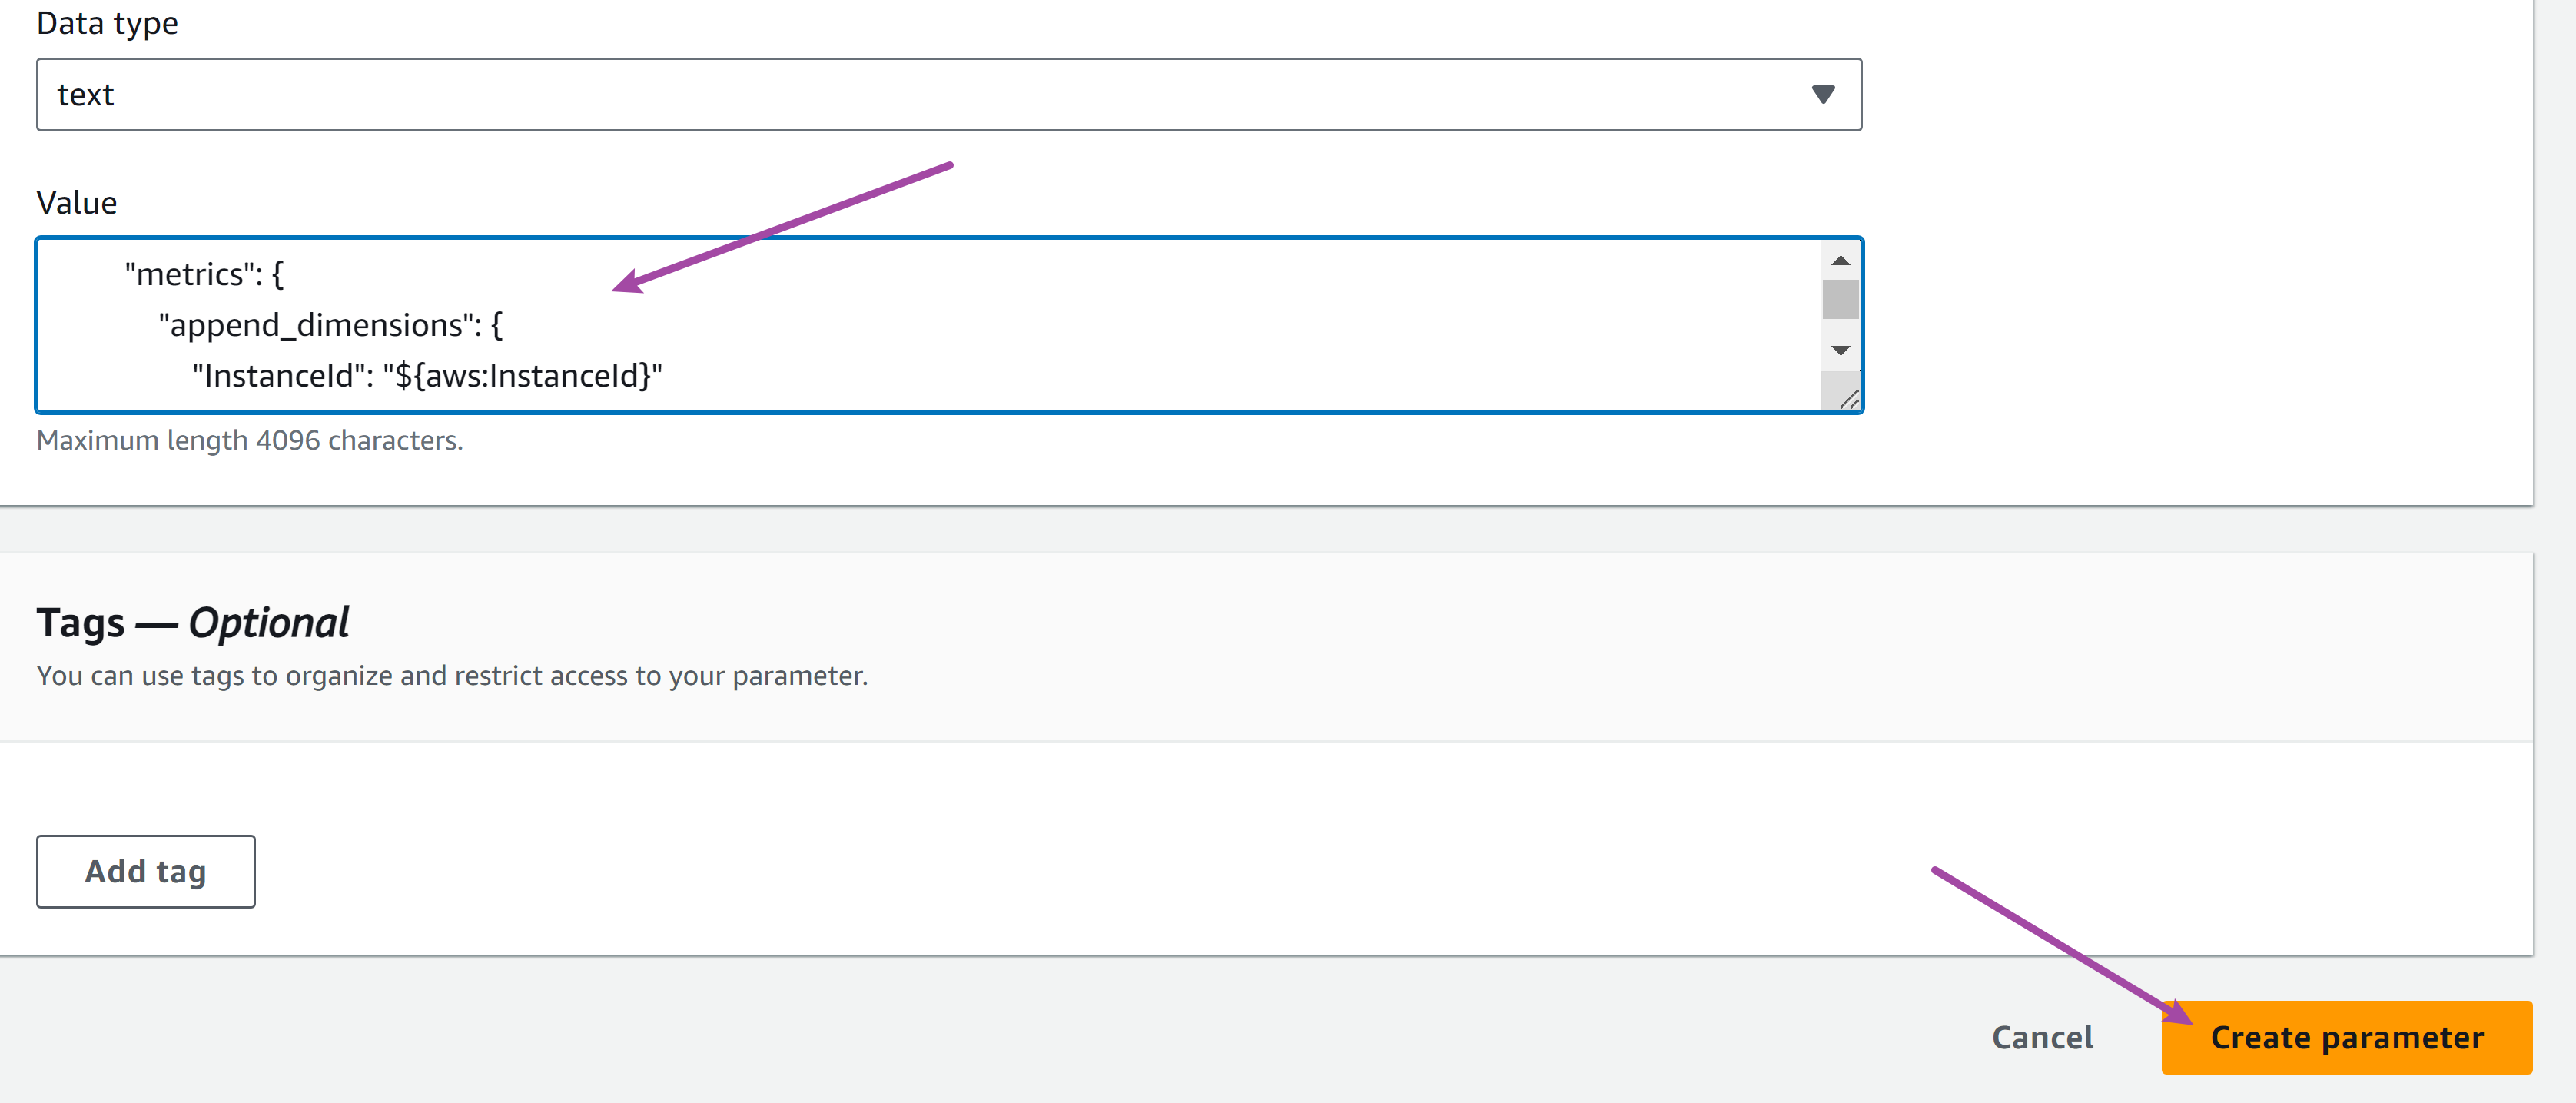 Data type
text
Value
"metrics": {
"append_dimensions": {
"InstanceId": "${aws:InstanceId}"
Maximum length 4096 characters.
Tags — Optional
You can use tags to organize and restrict access to your parameter.
Add tag
Cancel
Create parameter